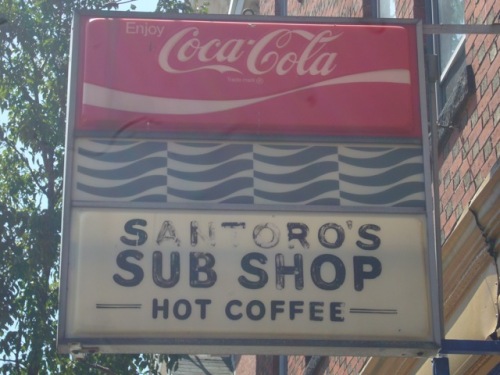 Enjoy
Coca-Cola
SANTORO'S
SUB SHOP
HOT COFFEE